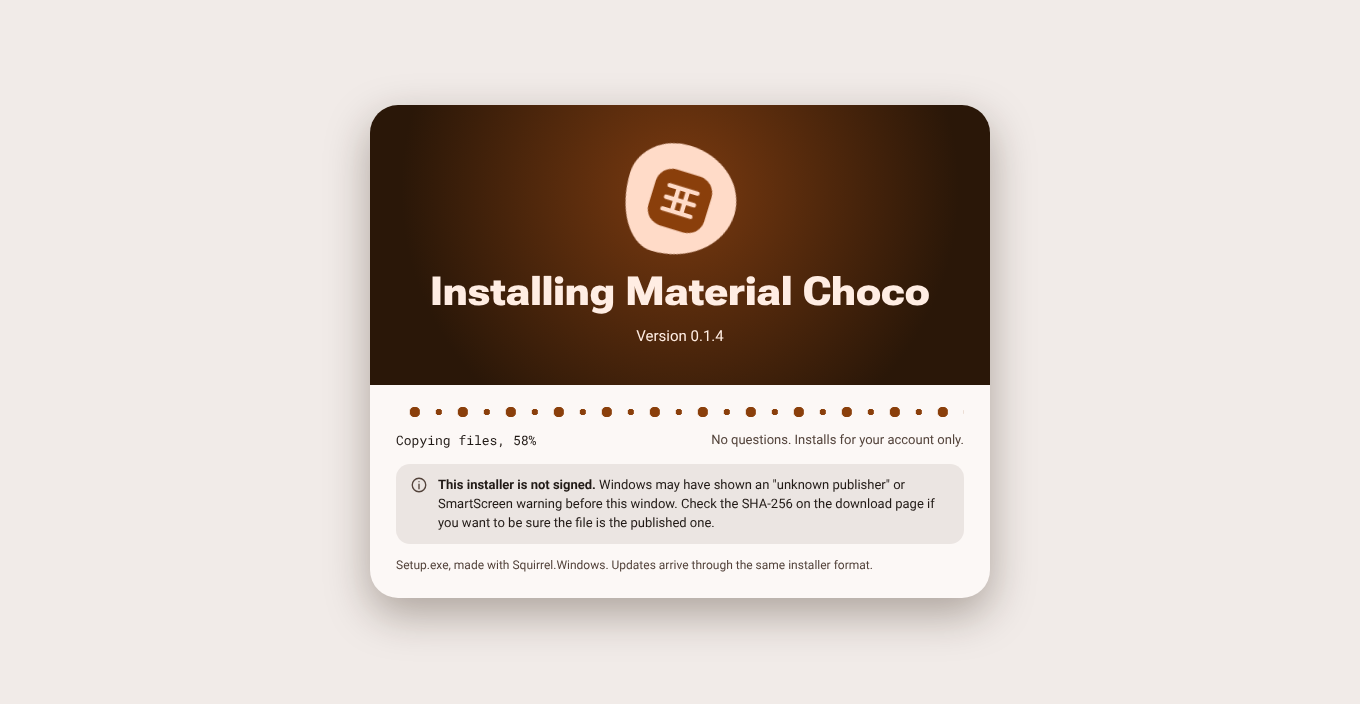 Installing Material Choco
Version 0.1.4
Copying files, 58%
No questions. Installs for your account only.
This installer is not signed. Windows may have shown an "unknown publisher" or
SmartScreen warning before this window. Check the SHA-256 on the download page if
you want to be sure the file is the published one.
Setup.exe, made with Squirrel.Windows. Updates arrive through the same installer format.